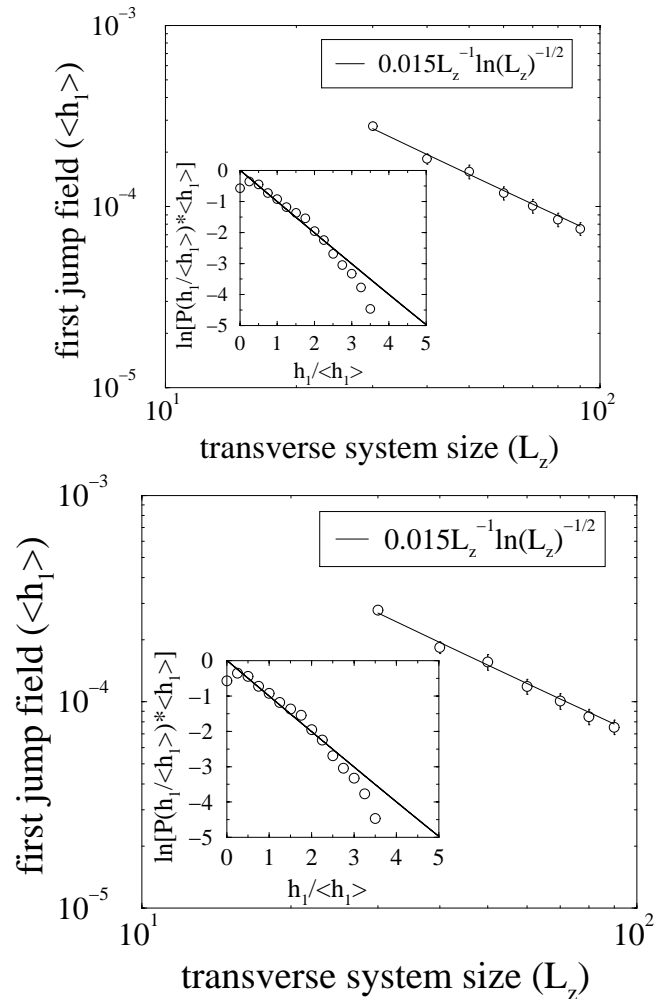 10^-3
— 0.015L_z^-1 ln(L_z)^-1/2
first jump field (<h_1>)
10^-4
10^-5
0
−1
−2
−3
−4
−5
ln[P(h_1/<h_1>)*<h_1>]
0 1 2 3 4 5
h_1/<h_1>
10^1 10^2
transverse system size (L_z)
10^-3
— 0.015L_z^-1 ln(L_z)^-1/2
first jump field (<h_1>)
10^-4
10^-5
0
−1
−2
−3
−4
−5
ln[P(h_1/<h_1>)*<h_1>]
0 1 2 3 4 5
h_1/<h_1>
10^1 10^2
transverse system size (L_z)